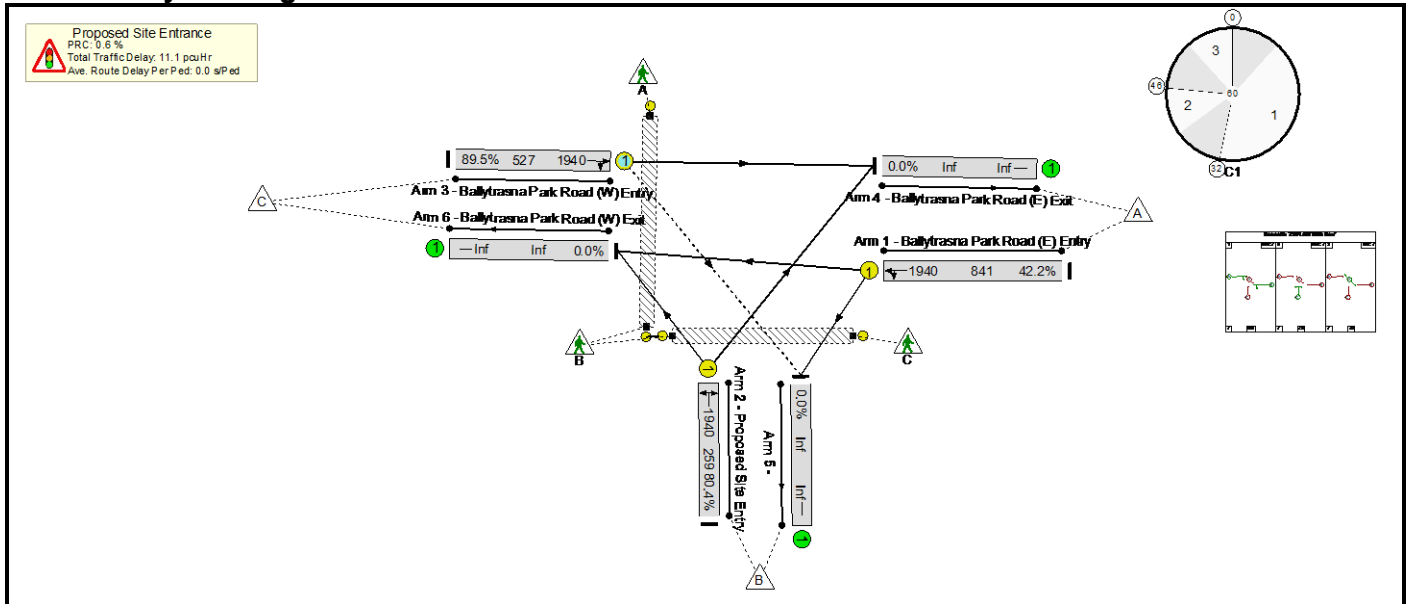 Proposed Site Entrance
PRC: 0.6 %
Total Traffic Delay: 11.1 pcuHr
Ave. Route Delay Per Ped: 0.0 s/Ped
A
0
3
46
60
2
1
32
C1
89.5% 527 1940
1
0.0% Inf Inf
1
Arm 3 - Ballytrasna Park Road (W) Entry
Arm 4 - Ballytrasna Park Road (E) Exit
C
A
Arm 6 - Ballytrasna Park Road (W) Exit
Arm 1 - Ballytrasna Park Road (E) Entry
1
Inf Inf 0.0%
1
1940 841 42.2%
B
C
1
1940 259 80.4%
Arm 2 - Proposed Site Entry
Arm 5 -
0.0% Inf Inf
1
B